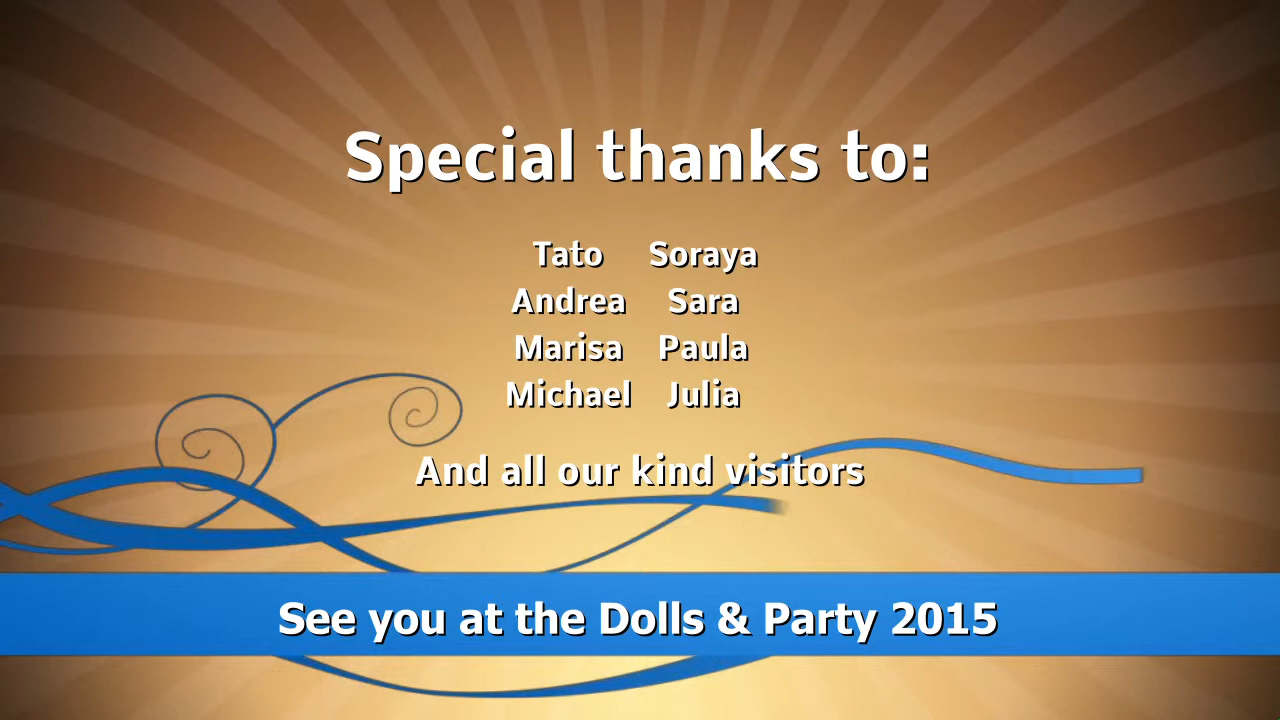 Special thanks to:
Tato Soraya
Andrea Sara
Marisa Paula
Michael Julia
And all our kind visitors
See you at the Dolls & Party 2015